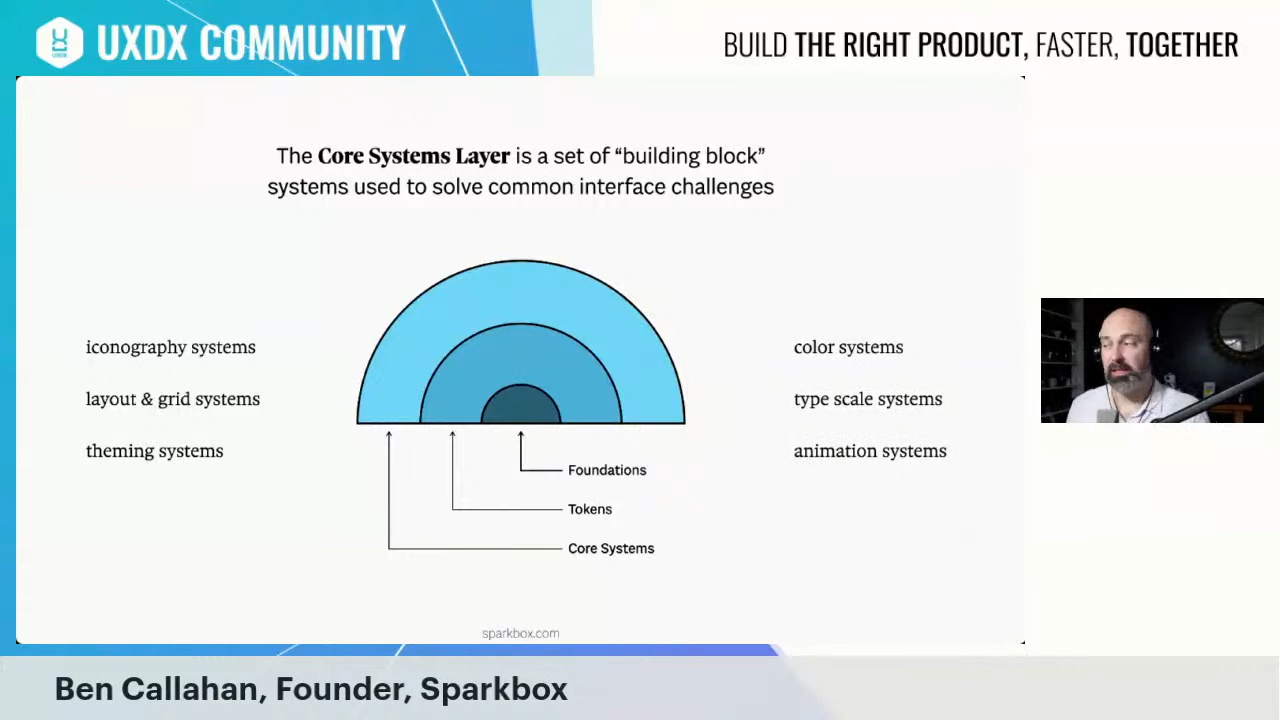 UXDX
UXDX COMMUNITY
BUILD THE RIGHT PRODUCT, FASTER, TOGETHER
The Core Systems Layer is a set of “building block”
systems used to solve common interface challenges
iconography systems
layout & grid systems
theming systems
color systems
type scale systems
animation systems
Foundations
Tokens
Core Systems
sparkbox.com
Ben Callahan, Founder, Sparkbox